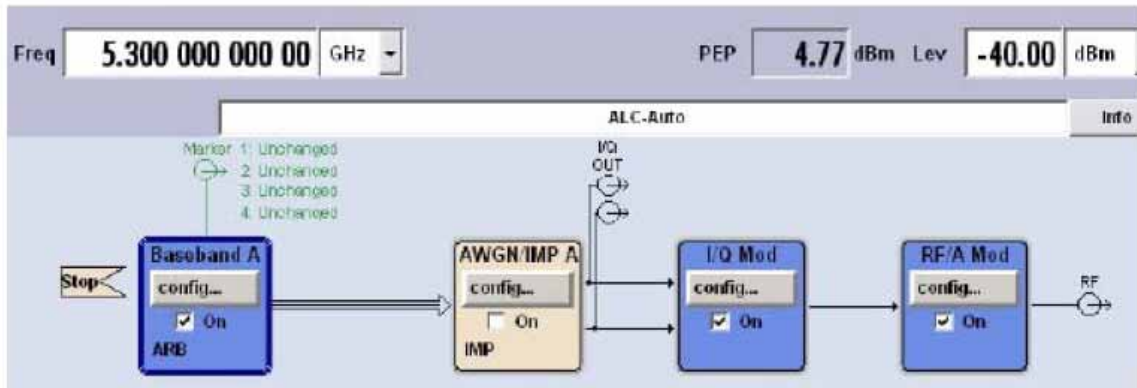 Freq 5.300 000 000 00 GHz PEP 4.77 dBm Lev -40.00 dBm
ALC-Auto Info
Marker 1: Unchanged
2: Unchanged
3: Unchanged
4: Unchanged
I/Q
OUT
Stop
Baseband A
config...
On
ARB
AWGN/IMP A
config...
On
IMP
I/Q Mod
config...
On
RF/A Mod
config...
On
RF